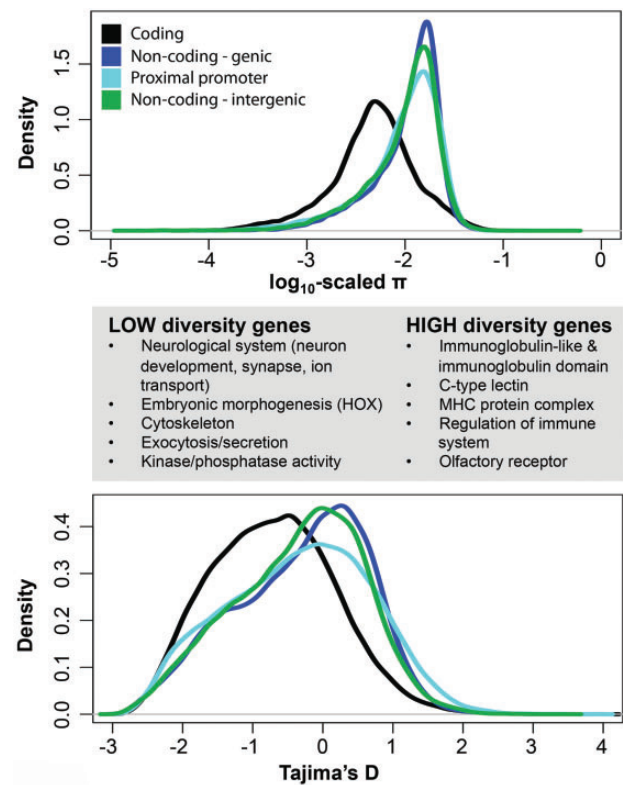 Coding
Non-coding - genic
Proximal promoter
Non-coding - intergenic
Density
0.0
0.5
1.0
1.5
-5
-4
-3
-2
-1
0
log10-scaled π
LOW diversity genes
• Neurological system (neuron
development, synapse, ion
transport)
• Embryonic morphogenesis (HOX)
• Cytoskeleton
• Exocytosis/secretion
• Kinase/phosphatase activity
HIGH diversity genes
• Immunoglobulin-like &
immunoglobulin domain
• C-type lectin
• MHC protein complex
• Regulation of immune
system
• Olfactory receptor
Density
0.0
0.1
0.2
0.3
0.4
-3
-2
-1
0
1
2
3
4
Tajima's D